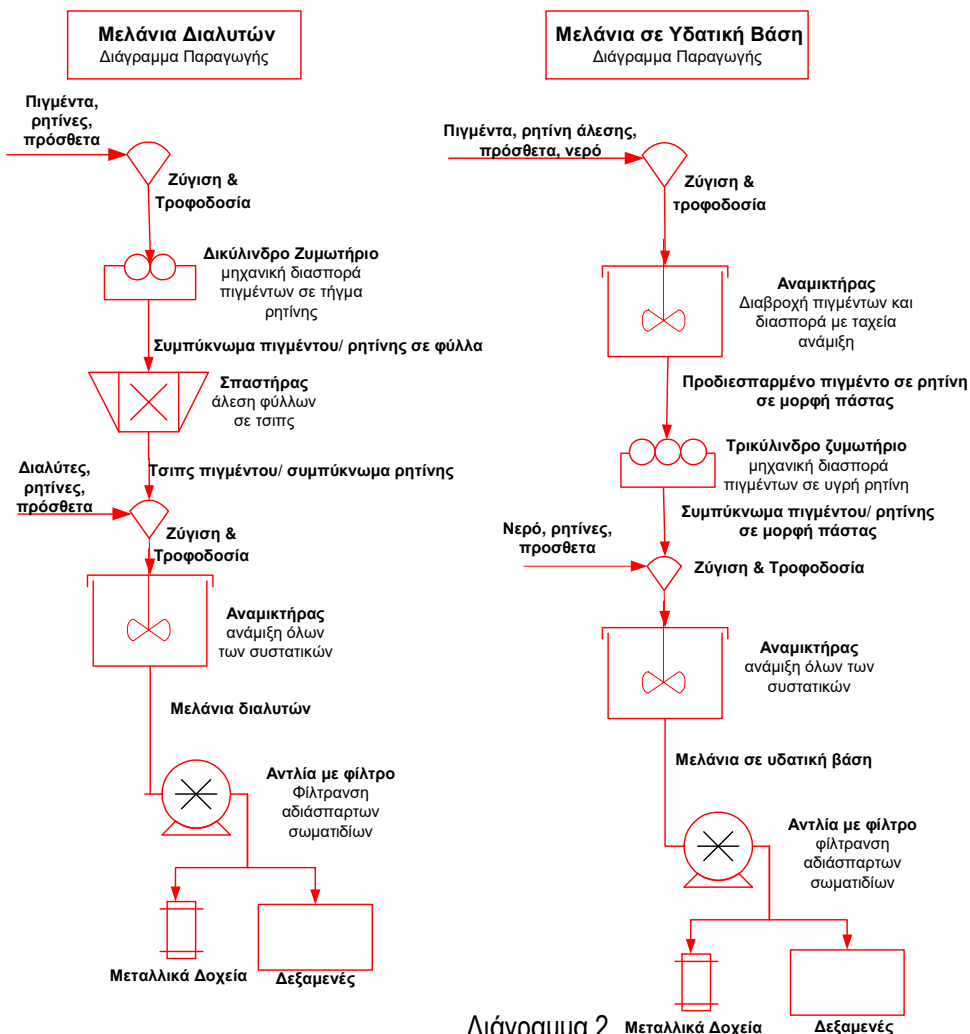 Μελάνια Διαλυτών
Διάγραμμα Παραγωγής
Πιγμέντα,
ρητίνες,
πρόσθετα
Ζύγιση &
Τροφοδοσία
Δικύλινδρο Ζυμωτήριο
μηχανική διασπορά
πιγμέντων σε τήγμα
ρητίνης
Συμπύκνωμα πιγμέντου/ ρητίνης σε φύλλα
Σπαστήρας
άλεση φύλλων
σε τσιπς
Διαλύτες,
ρητίνες,
πρόσθετα
Τσιπς πιγμέντου/ συμπύκνωμα ρητίνης
Ζύγιση &
Τροφοδοσία
Αναμικτήρας
ανάμιξη όλων
των συστατικών
Μελάνια διαλυτών
Αντλία με φίλτρο
Φίλτρανση
αδιάσπαρτων
σωματιδίων
Μεταλλικά Δοχεία
Δεξαμενές
Μελάνια σε Υδατική Βάση
Διάγραμμα Παραγωγής
Πιγμέντα, ρητίνη άλεσης,
πρόσθετα, νερό
Ζύγιση &
τροφοδοσία
Αναμικτήρας
Διαβροχή πιγμέντων και
διασπορά με ταχεία
ανάμιξη
Προδιεσπαρμένο πιγμέντο σε ρητίνη
σε μορφή πάστας
Τρικύλινδρο ζυμωτήριο
μηχανική διασπορά
πιγμέντων σε υγρή ρητίνη
Συμπύκνωμα πιγμέντου/ ρητίνης
σε μορφή πάστας
Νερό, ρητίνες,
προσθετα
Ζύγιση & Τροφοδοσία
Αναμικτήρας
ανάμιξη όλων των
συστατικών
Μελάνια σε υδατική βάση
Αντλία με φίλτρο
φίλτρανση
αδιάσπαρτων
σωματιδίων
Μεταλλικά Δοχεία
Δεξαμενές
Διάγραμμα 2